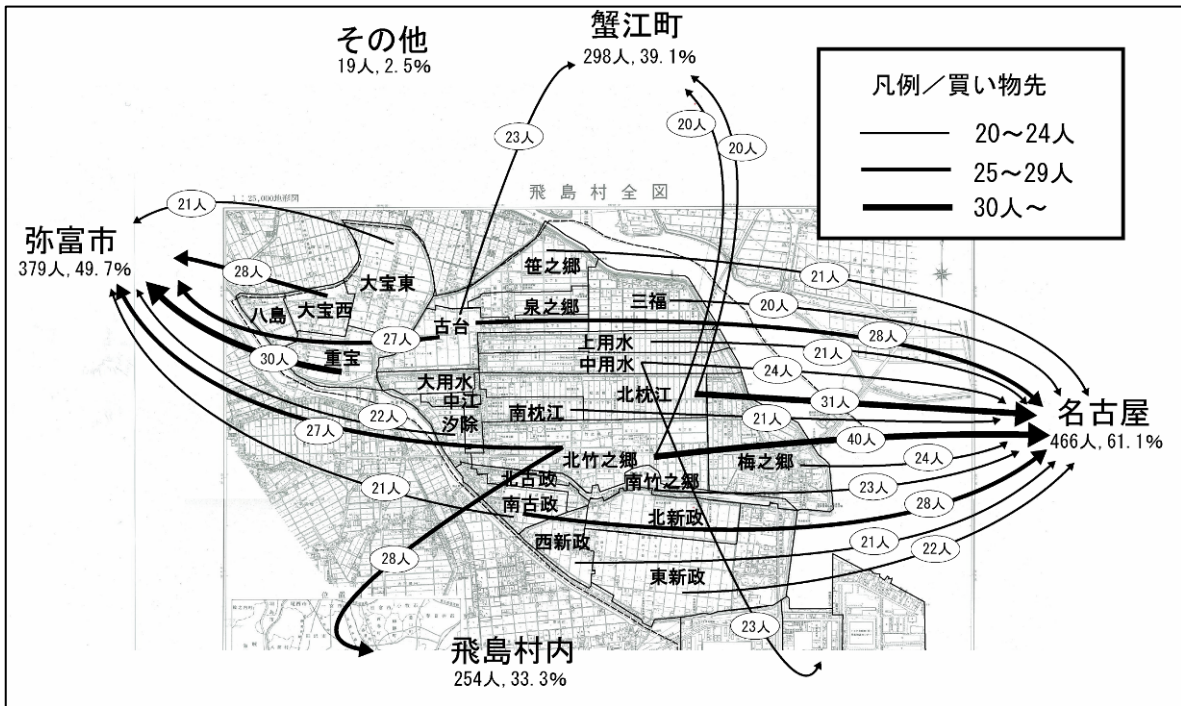 その他
19人, 2.5%
蟹江町
298人, 39.1%
凡例／買い物先
20～24人
25～29人
30人～
飛島村全図
1:25,000地形図
弥富市
379人, 49.7%
名古屋
466人, 61.1%
飛島村内
254人, 33.3%
23人
20人
20人
21人
28人
27人
30人
22人
27人
21人
28人
21人
20人
28人
21人
24人
31人
21人
40人
24人
23人
28人
21人
22人
23人
笹之郷
大宝東
三福
泉之郷
大宝西
八島
古台
上用水
重宝
中用水
大用水
北枕江
中江
南枕江
汐除
北竹之郷
梅之郷
北古政
南竹之郷
南古政
北新政
西新政
東新政